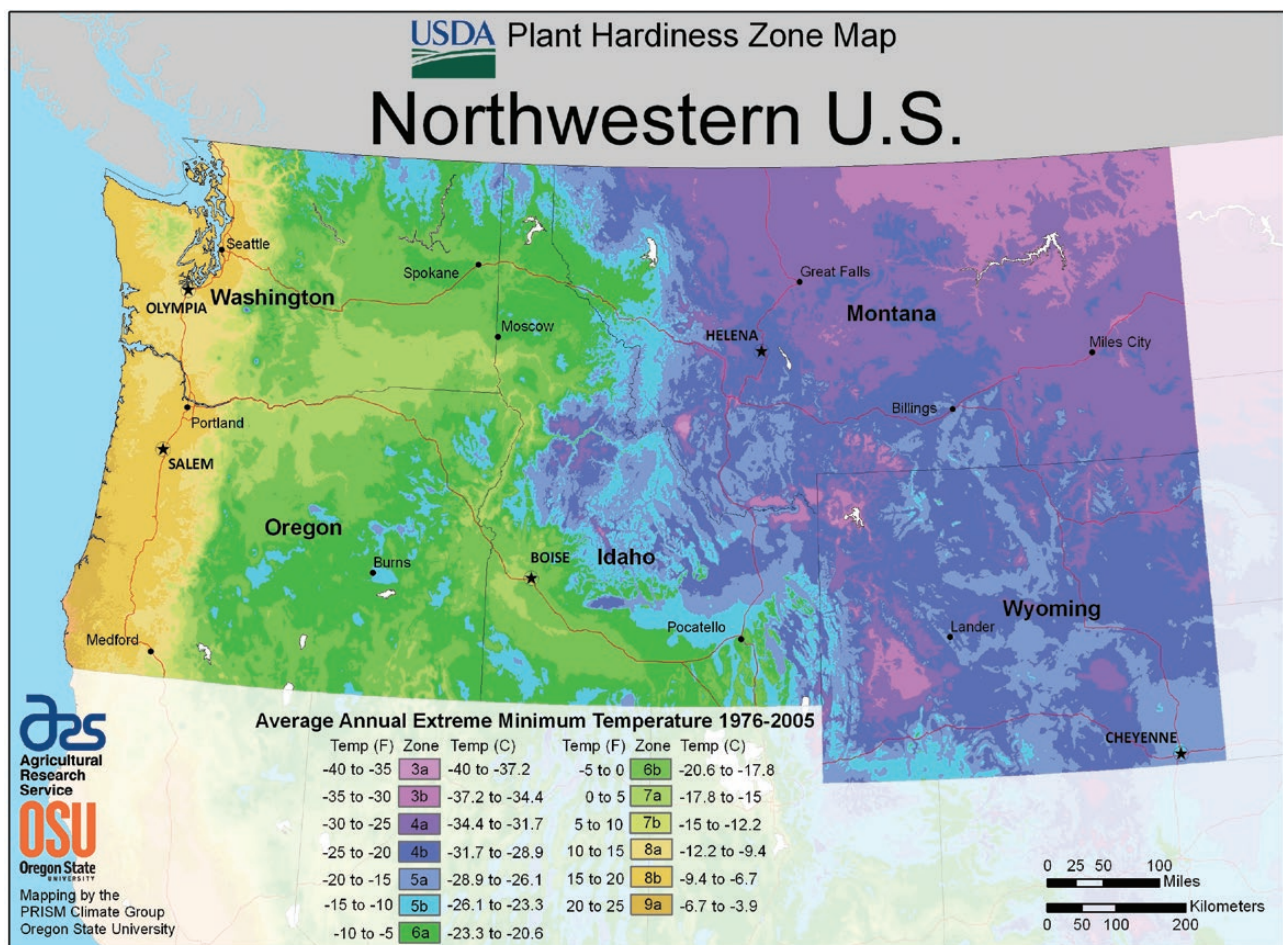 USDA Plant Hardiness Zone Map
Northwestern U.S.
Seattle
OLYMPIA
Washington
Spokane
Moscow
Great Falls
HELENA
Montana
Miles City
Billings
Portland
SALEM
Oregon
Burns
BOISE
Idaho
Medford
Pocatello
Lander
Wyoming
CHEYENNE
ars
Agricultural
Research
Service
OSU
Oregon State
UNIVERSITY
Mapping by the
PRISM Climate Group
Oregon State University
Average Annual Extreme Minimum Temperature 1976-2005
Temp (F) Zone Temp (C) Temp (F) Zone Temp (C)
-40 to -35 3a -40 to -37.2 -5 to 0 6b -20.6 to -17.8
-35 to -30 3b -37.2 to -34.4 0 to 5 7a -17.8 to -15
-30 to -25 4a -34.4 to -31.7 5 to 10 7b -15 to -12.2
-25 to -20 4b -31.7 to -28.9 10 to 15 8a -12.2 to -9.4
-20 to -15 5a -28.9 to -26.1 15 to 20 8b -9.4 to -6.7
-15 to -10 5b -26.1 to -23.3 20 to 25 9a -6.7 to -3.9
-10 to -5 6a -23.3 to -20.6
0 25 50 100
Miles
Kilometers
0 50 100 200